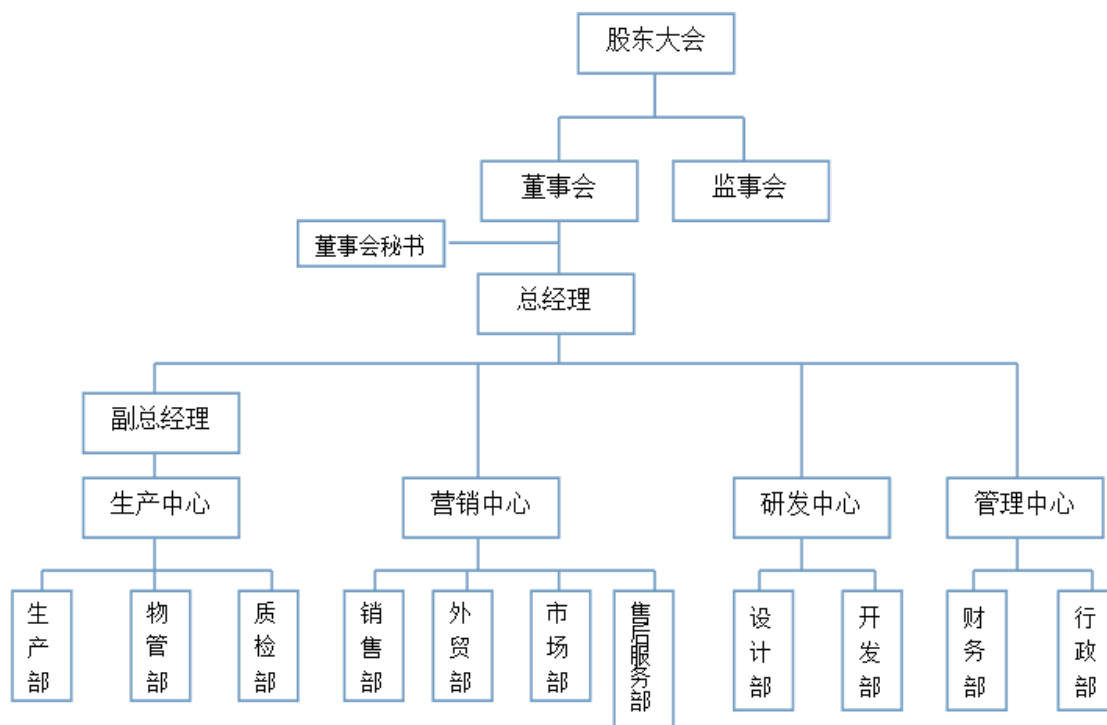 股东大会
董事会
监事会
董事会秘书
总经理
副总经理
生产中心
营销中心
研发中心
管理中心
生产部
物管部
质检部
销售部
外贸部
市场部
售后服务部
设计部
开发部
财务部
行政部